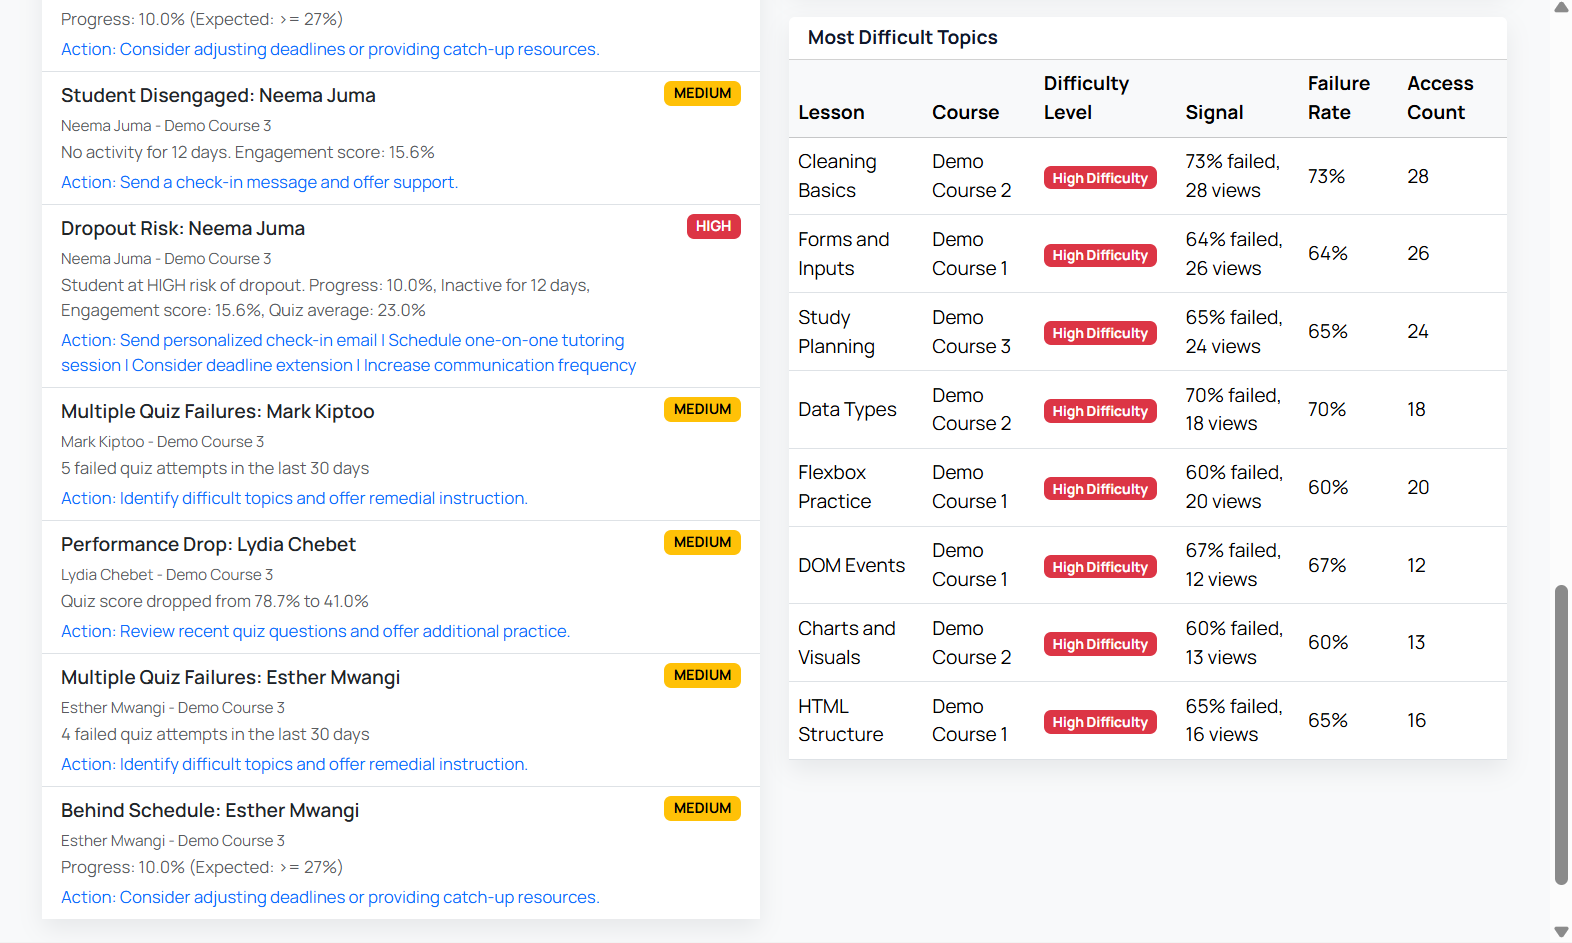 Progress: 10.0% (Expected: >= 27%)
Action: Consider adjusting deadlines or providing catch-up resources.
Student Disengaged: Neema Juma
MEDIUM
Neema Juma - Demo Course 3
No activity for 12 days. Engagement score: 15.6%
Action: Send a check-in message and offer support.
Dropout Risk: Neema Juma
HIGH
Neema Juma - Demo Course 3
Student at HIGH risk of dropout. Progress: 10.0%, Inactive for 12 days,
Engagement score: 15.6%, Quiz average: 23.0%
Action: Send personalized check-in email | Schedule one-on-one tutoring
session | Consider deadline extension | Increase communication frequency
Multiple Quiz Failures: Mark Kiptoo
MEDIUM
Mark Kiptoo - Demo Course 3
5 failed quiz attempts in the last 30 days
Action: Identify difficult topics and offer remedial instruction.
Performance Drop: Lydia Chebet
MEDIUM
Lydia Chebet - Demo Course 3
Quiz score dropped from 78.7% to 41.0%
Action: Review recent quiz questions and offer additional practice.
Multiple Quiz Failures: Esther Mwangi
MEDIUM
Esther Mwangi - Demo Course 3
4 failed quiz attempts in the last 30 days
Action: Identify difficult topics and offer remedial instruction.
Behind Schedule: Esther Mwangi
MEDIUM
Esther Mwangi - Demo Course 3
Progress: 10.0% (Expected: >= 27%)
Action: Consider adjusting deadlines or providing catch-up resources.
Most Difficult Topics
Lesson
Course
Difficulty
Level
Signal
Failure
Rate
Access
Count
Cleaning
Basics
Demo
Course 2
High Difficulty
73% failed,
28 views
73%
28
Forms and
Inputs
Demo
Course 1
High Difficulty
64% failed,
26 views
64%
26
Study
Planning
Demo
Course 3
High Difficulty
65% failed,
24 views
65%
24
Data Types
Demo
Course 2
High Difficulty
70% failed,
18 views
70%
18
Flexbox
Practice
Demo
Course 1
High Difficulty
60% failed,
20 views
60%
20
DOM Events
Demo
Course 1
High Difficulty
67% failed,
12 views
67%
12
Charts and
Visuals
Demo
Course 2
High Difficulty
60% failed,
13 views
60%
13
HTML
Structure
Demo
Course 1
High Difficulty
65% failed,
16 views
65%
16